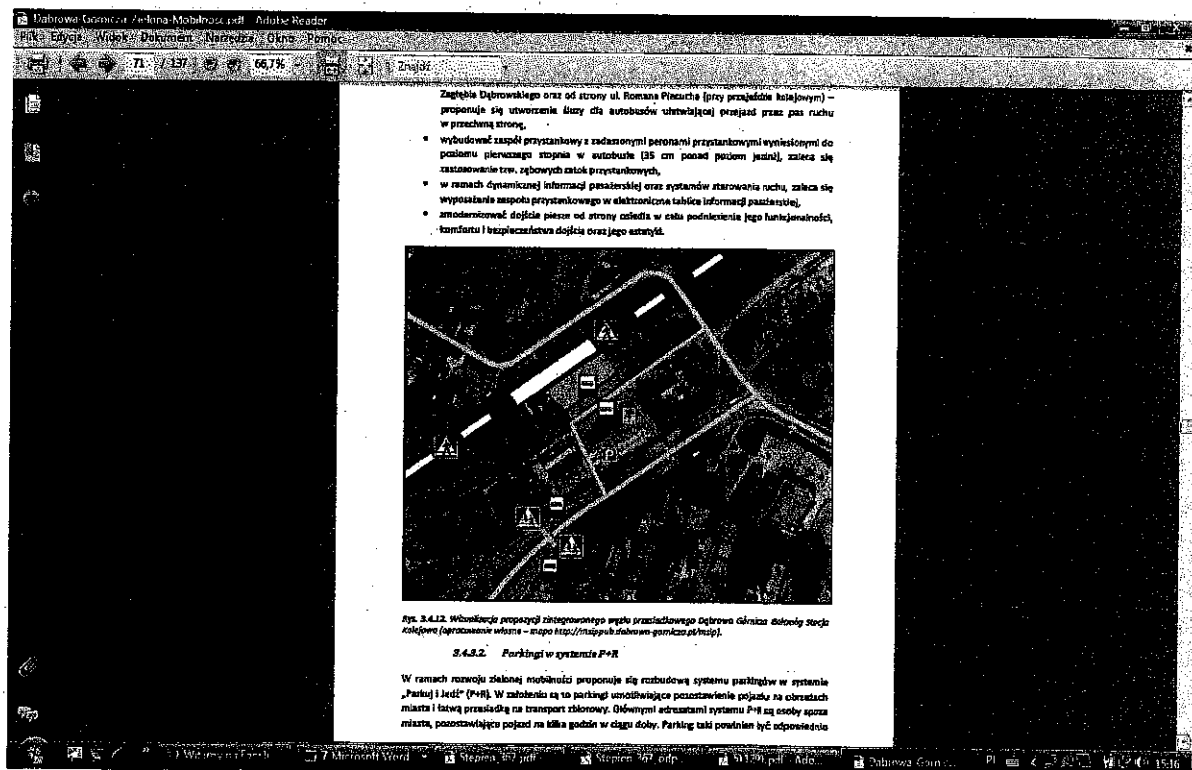 Dabrowa-Gornicza-Zielona-Mobilnosc.pdf - Adobe Reader
Plik Edycja Widok Dokument Narzędzia Okno Pomoc
71 / 137 66,7% Znajdź
Zagłębia Dąbrowskiego oraz od strony ul. Romana Piecucha (przy przejeździe kolejowym) –
proponuje się utworzenie śluzy dla autobusów ułatwiającej przejazd przez pas ruchu
w przeciwną stronę,
• wybudować zespół przystankowy z zadaszonymi peronami przystankowymi wyniesionymi do
poziomu pierwszego stopnia w autobusie (35 cm ponad poziom jezdni), zaleca się
zastosowanie tzw. zębowych zatok przystankowych,
• w ramach dynamicznej informacji pasażerskiej oraz systemów sterowania ruchu, zaleca się
wyposażenie zespołu przystankowego w elektroniczne tablice informacji pasażerskiej,
• zmodernizować dojście piesze od strony osiedla w celu podniesienia jego funkcjonalności,
komfortu i bezpieczeństwa dojścia oraz jego estetyki.
P
Rys. 3.4.12. Wizualizacja propozycji zintegrowanego węzła przesiadkowego Dąbrowa Górnicza Gołonóg Stacja
Kolejowa (opracowanie własne – mapa http://msippub.dabrowa-gornicza.pl/msip).
3.4.3.2. Parkingi w systemie P+R
W ramach rozwoju zielonej mobilności proponuje się rozbudowę systemu parkingów w systemie
„Parkuj i Jedź" (P+R). W założeniu są to parkingi umożliwiające pozostawienie pojazdu na obrzeżach
miasta i łatwą przesiadkę na transport zbiorowy. Głównymi adresatami systemu P+R są osoby spoza
miasta, pozostawiające pojazd na kilka godzin w ciągu doby. Parking taki powinien być odpowiednio
7 Microsoft Word Stepien_367.pdf Stepien_367.pdf Dabrowa-Gornic... PL 15:16